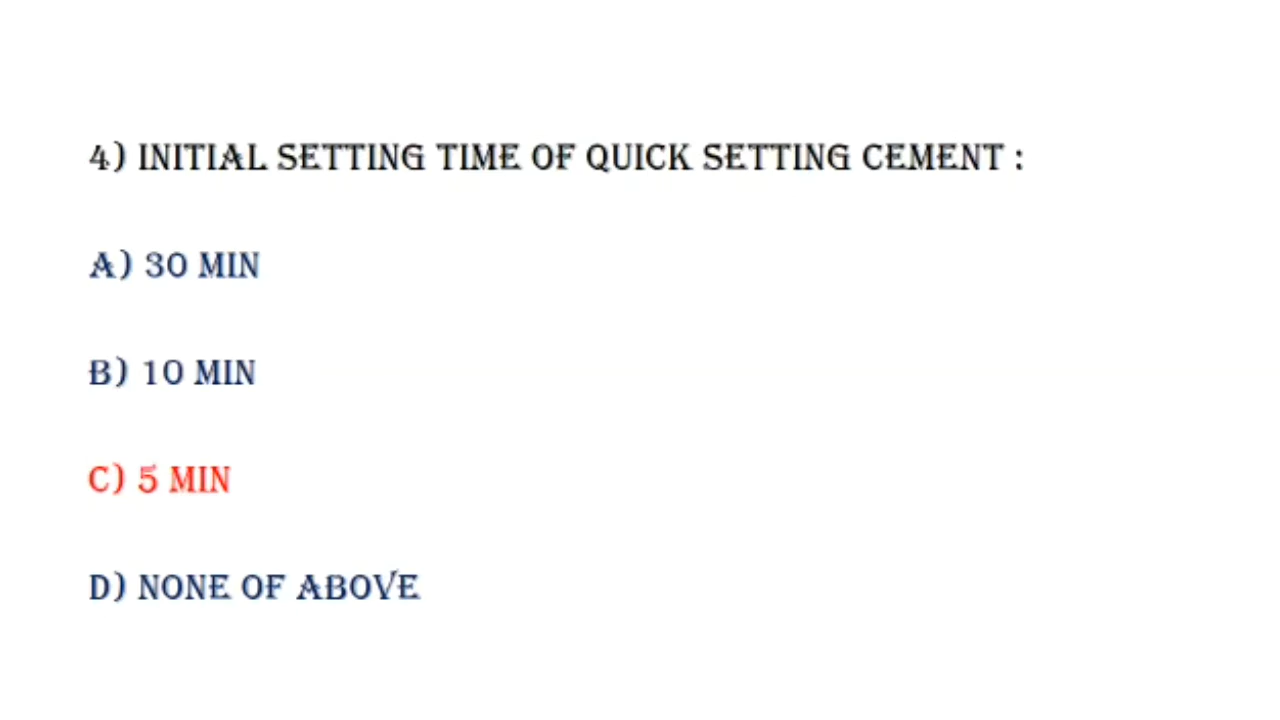 4) INITIAL SETTING TIME OF QUICK SETTING CEMENT :
A) 30 MIN
B) 10 MIN
C) 5 MIN
D) NONE OF ABOVE